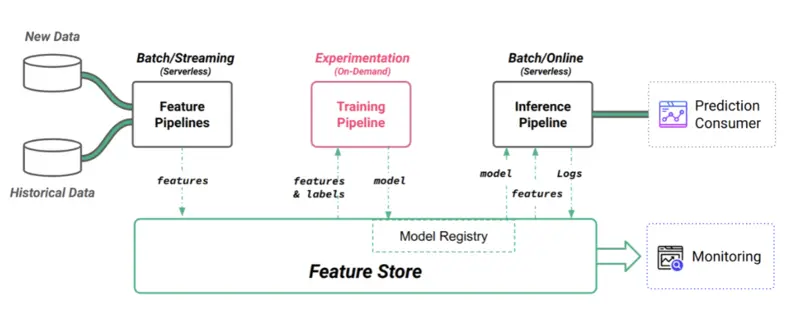 New Data
Batch/Streaming
(Serverless)
Experimentation
(On-Demand)
Batch/Online
(Serverless)
Feature
Pipelines
Training
Pipeline
Inference
Pipeline
Prediction
Consumer
Historical Data
features
features
& labels
model
model
features
Logs
Model Registry
Feature Store
Monitoring